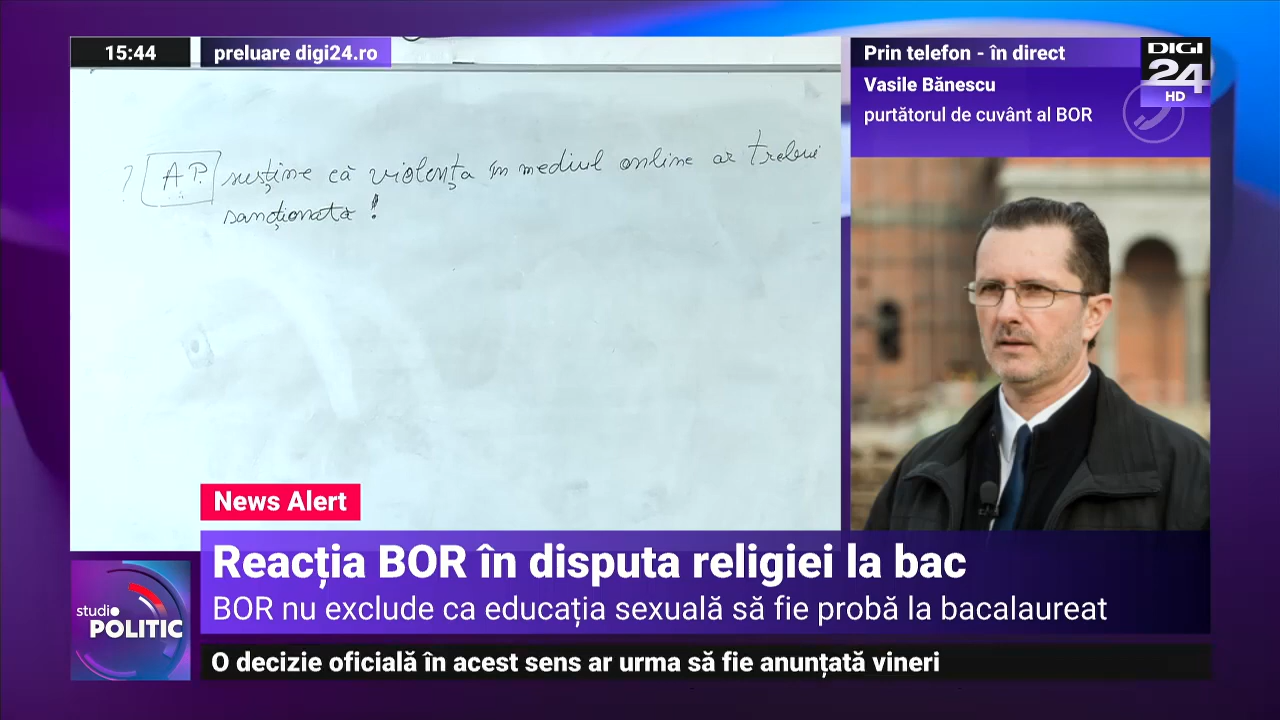 15:44
preluare digi24.ro
Prin telefon - în direct
DIGI
24
HD
Vasile Bănescu
purtătorul de cuvânt al BOR
? A P. susține că violența în mediul online ar trebui
sancționată !
News Alert
Reacția BOR în disputa religiei la bac
BOR nu exclude ca educația sexuală să fie probă la bacalaureat
studio
POLITIC
O decizie oficială în acest sens ar urma să fie anunțată vineri